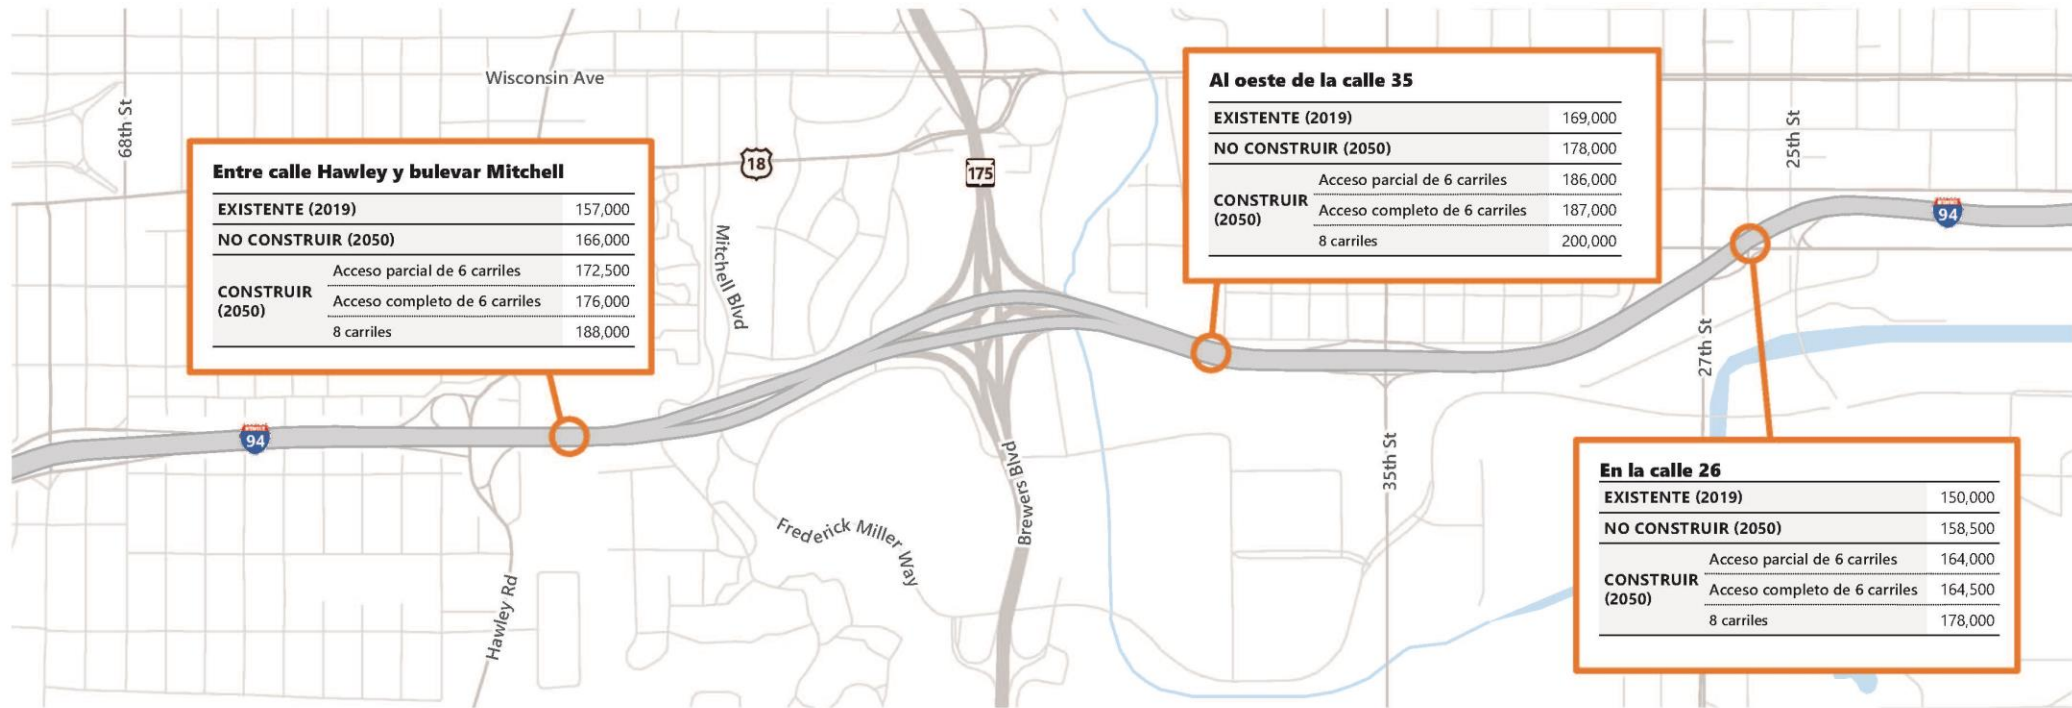 Wisconsin Ave
68th St
18
175
Mitchell Blvd
Entre calle Hawley y bulevar Mitchell
EXISTENTE (2019) 157,000
NO CONSTRUIR (2050) 166,000
CONSTRUIR (2050)
Acceso parcial de 6 carriles 172,500
Acceso completo de 6 carriles 176,000
8 carriles 188,000
Al oeste de la calle 35
EXISTENTE (2019) 169,000
NO CONSTRUIR (2050) 178,000
CONSTRUIR (2050)
Acceso parcial de 6 carriles 186,000
Acceso completo de 6 carriles 187,000
8 carriles 200,000
25th St
94
27th St
94
Hawley Rd
Frederick Miller Way
Brewers Blvd
35th St
En la calle 26
EXISTENTE (2019) 150,000
NO CONSTRUIR (2050) 158,500
CONSTRUIR (2050)
Acceso parcial de 6 carriles 164,000
Acceso completo de 6 carriles 164,500
8 carriles 178,000